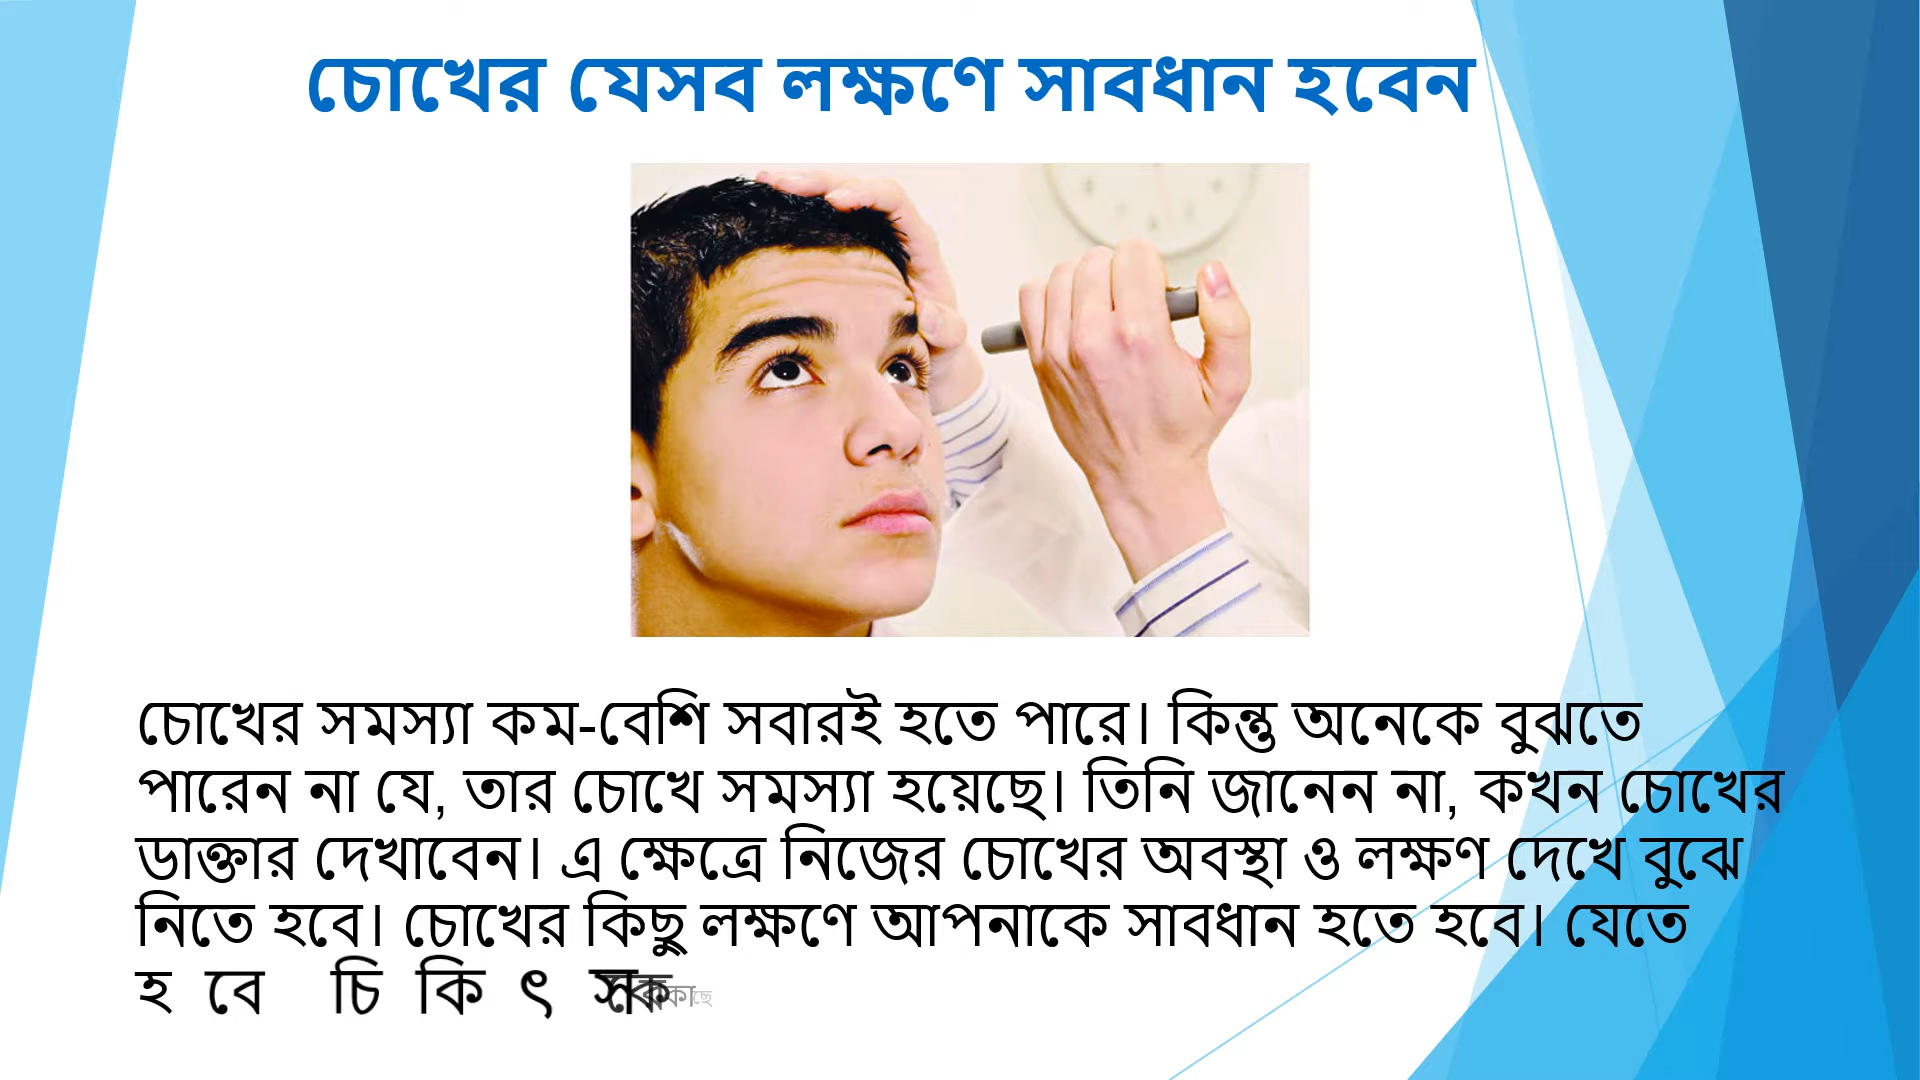 চোখের যেসব লক্ষণে সাবধান হবেন
চোখের সমস্যা কম-বেশি সবারই হতে পারে। কিন্তু অনেকে বুঝতে
পারেন না যে, তার চোখে সমস্যা হয়েছে। তিনি জানেন না, কখন চোখের
ডাক্তার দেখাবেন। এ ক্ষেত্রে নিজের চোখের অবস্থা ও লক্ষণ দেখে বুঝে
নিতে হবে। চোখের কিছু লক্ষণে আপনাকে সাবধান হতে হবে। যেতে
হবে